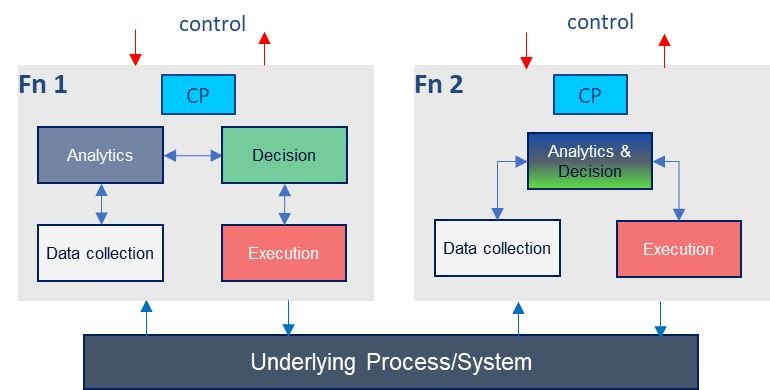 control
control
Fn 1
CP
Fn 2
CP
Analytics
Decision
Analytics &
Decision
Data collection
Execution
Data collection
Execution
Underlying Process/System